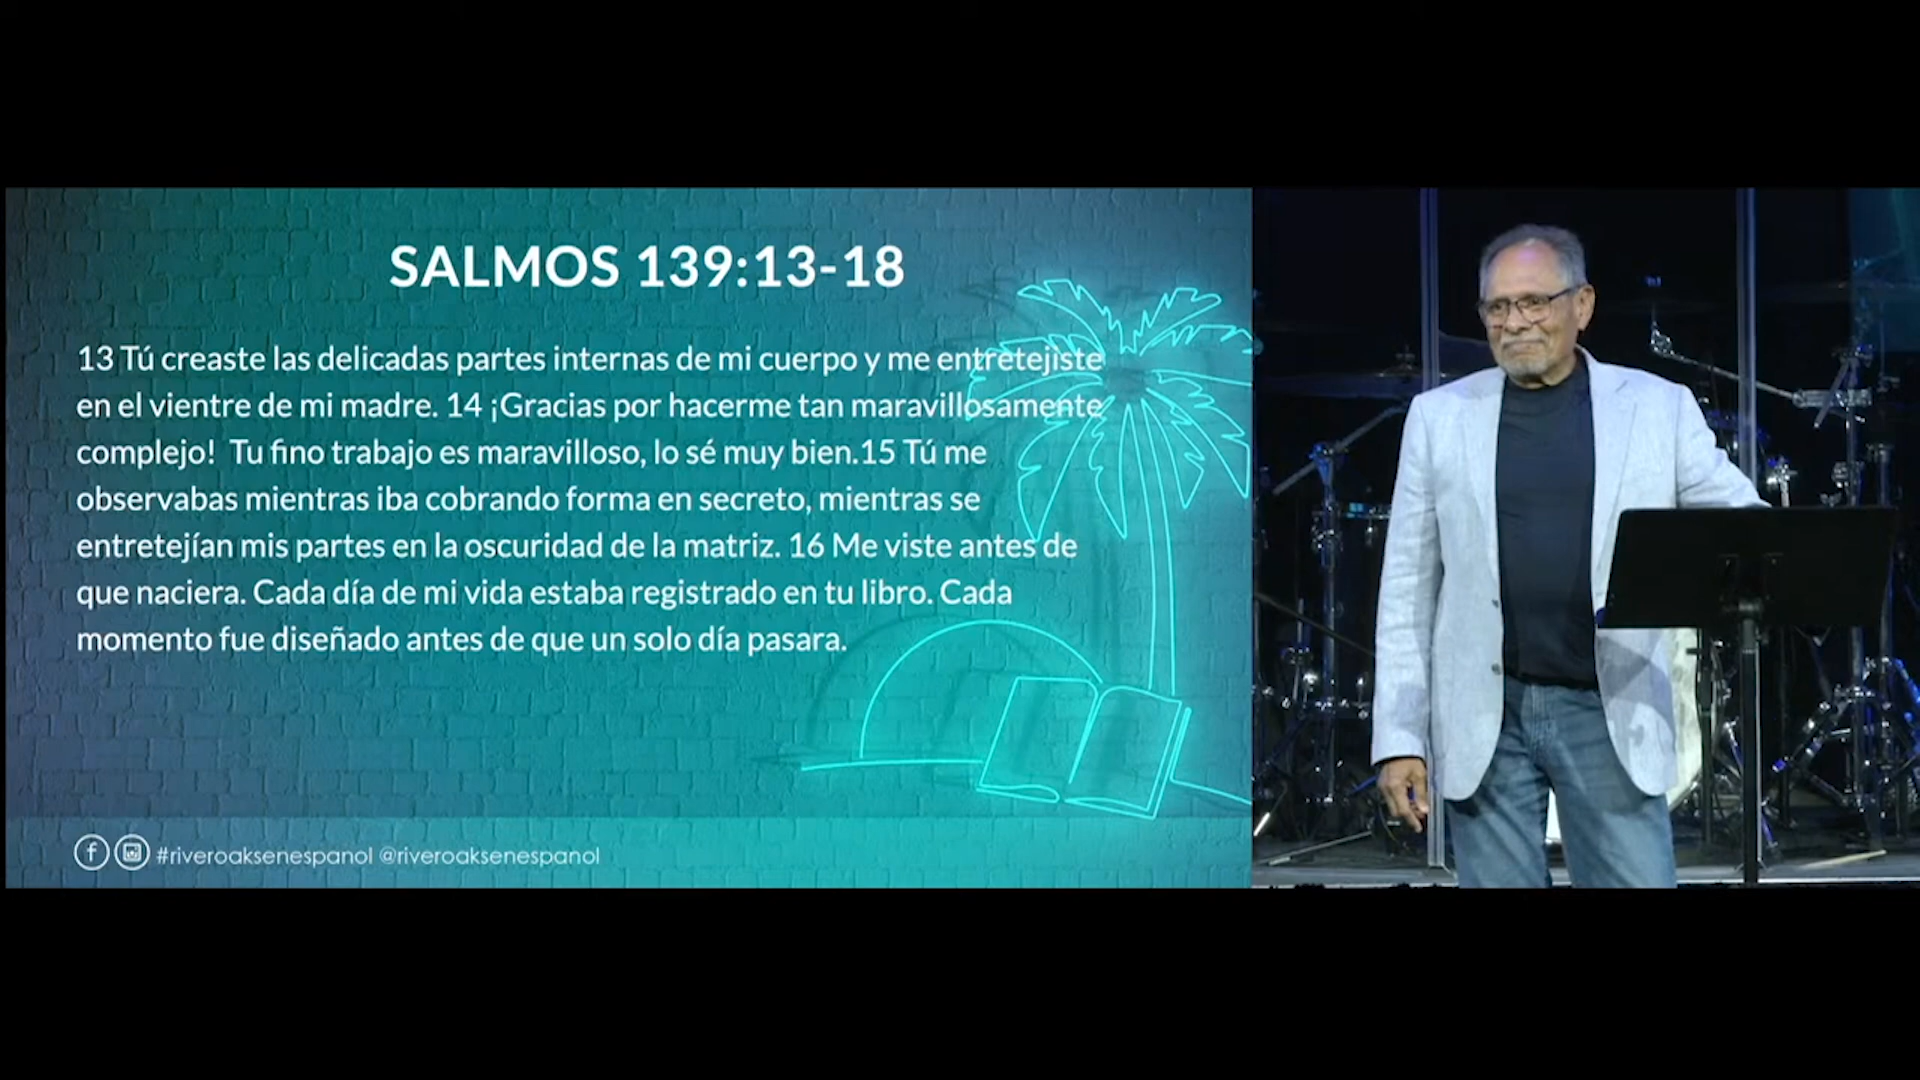 SALMOS 139:13-18
13 Tú creaste las delicadas partes internas de mi cuerpo y me entretejiste
en el vientre de mi madre. 14 ¡Gracias por hacerme tan maravillosamente
complejo!  Tu fino trabajo es maravilloso, lo sé muy bien.15 Tú me
observabas mientras iba cobrando forma en secreto, mientras se
entretejían mis partes en la oscuridad de la matriz. 16 Me viste antes de
que naciera. Cada día de mi vida estaba registrado en tu libro. Cada
momento fue diseñado antes de que un solo día pasara.
#riveroaksenespanol @riveroaksenespanol